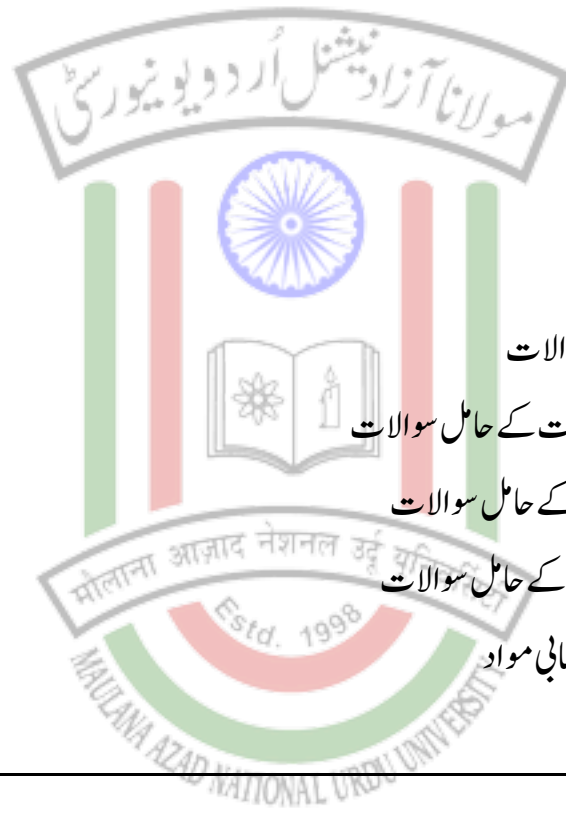 مولانا آزاد نیشنل اُردو یونیورسٹی
الات
ت کے حامل سوالات
کے حامل سوالات
मौलाना आज़ाद नेशनल उर्दू
کے حامل سوالات
Estd. 1998
ابی مواد
MAULANA AZAD NATIONAL URDU UNIVERSITY